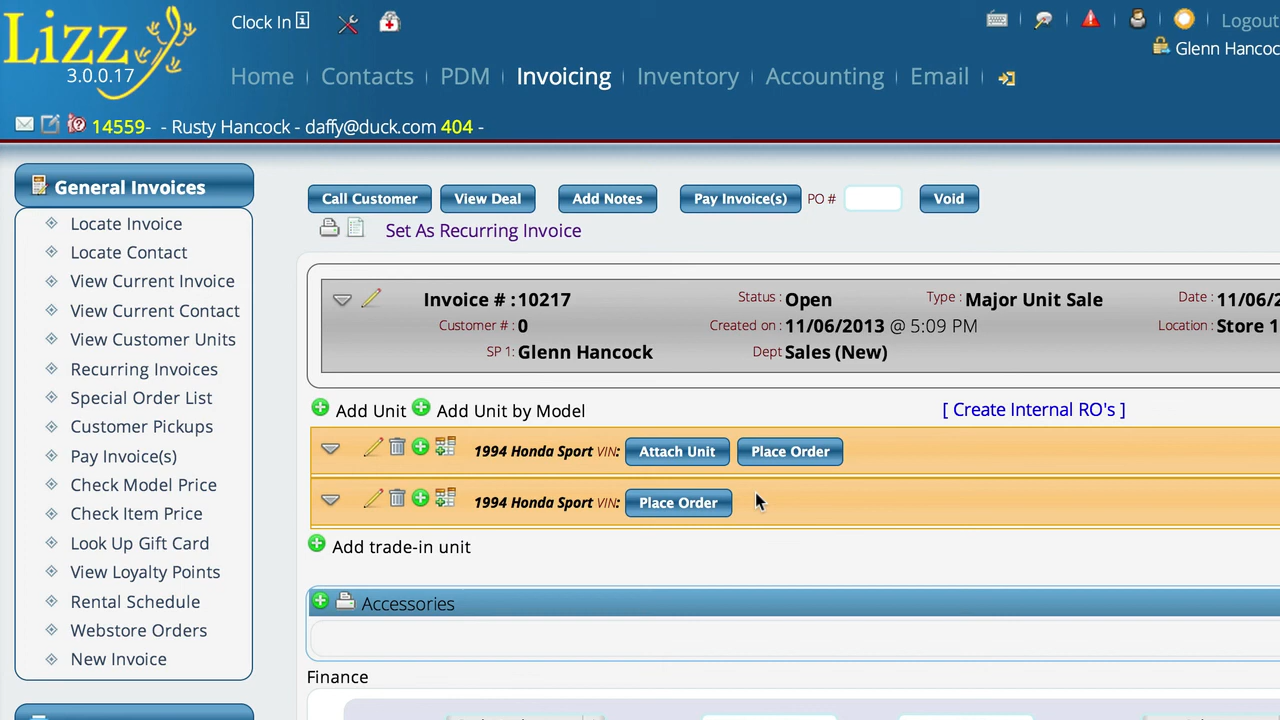 Lizz
3.0.0.17
Clock In
Logout
Glenn Hancoc
Home Contacts PDM Invoicing Inventory Accounting Email
14559- - Rusty Hancock - daffy@duck.com 404 -
General Invoices
Locate Invoice
Locate Contact
View Current Invoice
View Current Contact
View Customer Units
Recurring Invoices
Special Order List
Customer Pickups
Pay Invoice(s)
Check Model Price
Check Item Price
Look Up Gift Card
View Loyalty Points
Rental Schedule
Webstore Orders
New Invoice
Call Customer View Deal Add Notes Pay Invoice(s) PO # Void
Set As Recurring Invoice
Invoice # :10217 Status : Open Type : Major Unit Sale Date : 11/06/2
Customer # : 0 Created on : 11/06/2013 @ 5:09 PM Location : Store 1
SP 1: Glenn Hancock Dept Sales (New)
Add Unit Add Unit by Model [ Create Internal RO's ]
1994 Honda Sport VIN: Attach Unit Place Order
1994 Honda Sport VIN: Place Order
Add trade-in unit
Accessories
Finance